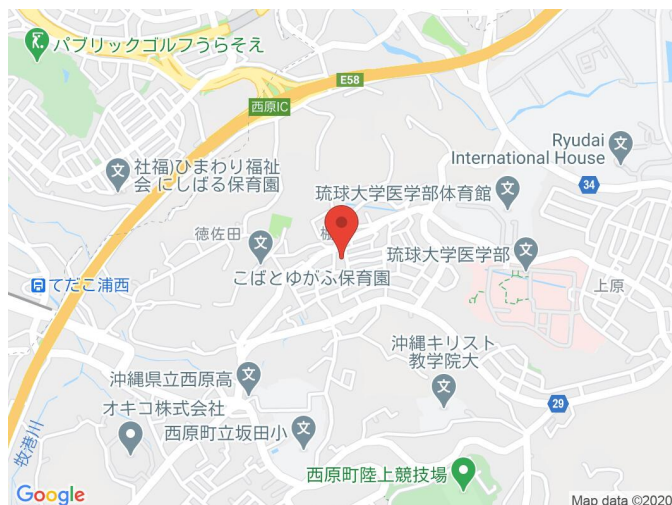 パブリックゴルフうらそえ
E58
西原IC
Ryudai
International House
社福)ひまわり福祉
会 にしばる保育園
34
琉球大学医学部体育館
徳佐田
こばとゆがふ保育園
琉球大学医学部
上原
てだこ浦西
沖縄キリスト
教学院大
沖縄県立西原高
29
オキコ株式会社
西原町立坂田小
牧港川
西原町陸上競技場
Google
Map data ©2020